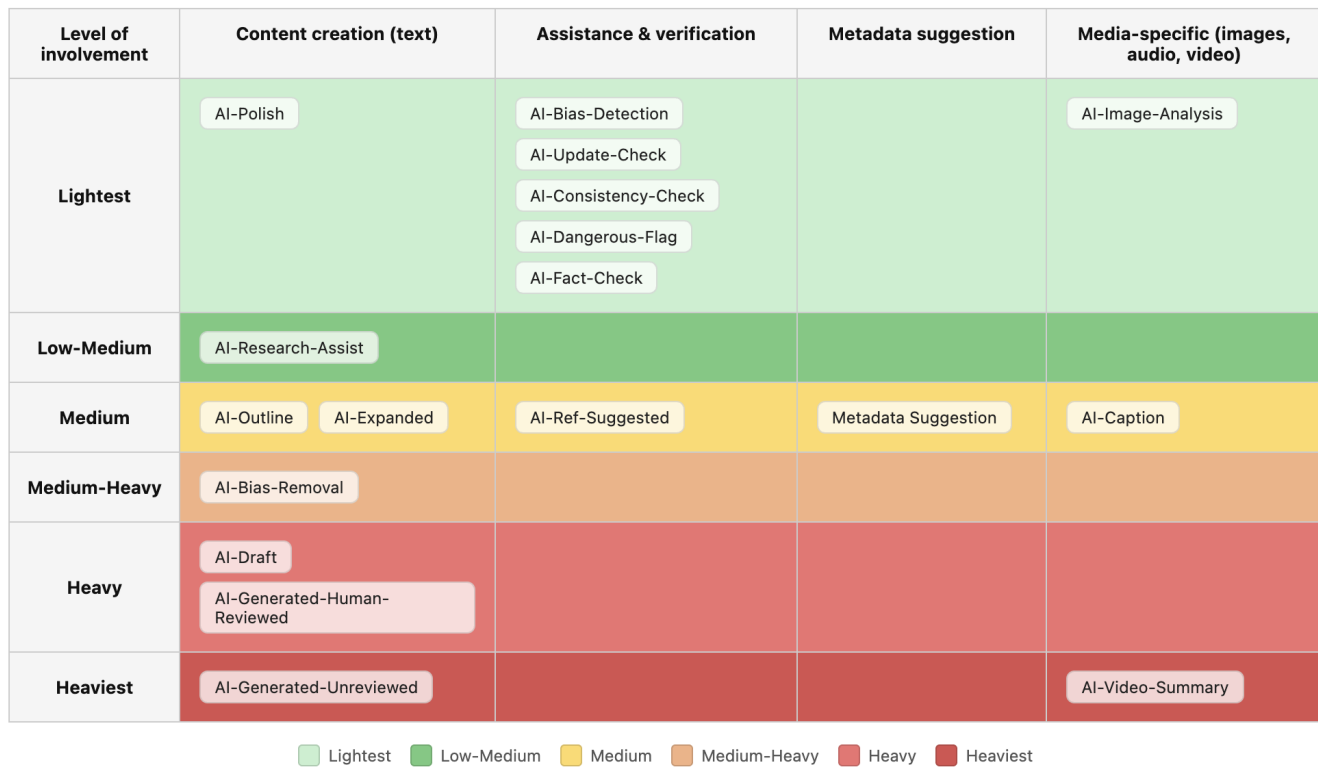 Level of
involvement
Content creation (text)
Assistance & verification
Metadata suggestion
Media-specific (images,
audio, video)
Lightest
AI-Polish
AI-Bias-Detection
AI-Update-Check
AI-Consistency-Check
AI-Dangerous-Flag
AI-Fact-Check
AI-Image-Analysis
Low-Medium
AI-Research-Assist
Medium
AI-Outline
AI-Expanded
AI-Ref-Suggested
Metadata Suggestion
AI-Caption
Medium-Heavy
AI-Bias-Removal
Heavy
AI-Draft
AI-Generated-Human-
Reviewed
Heaviest
AI-Generated-Unreviewed
AI-Video-Summary
Lightest
Low-Medium
Medium
Medium-Heavy
Heavy
Heaviest